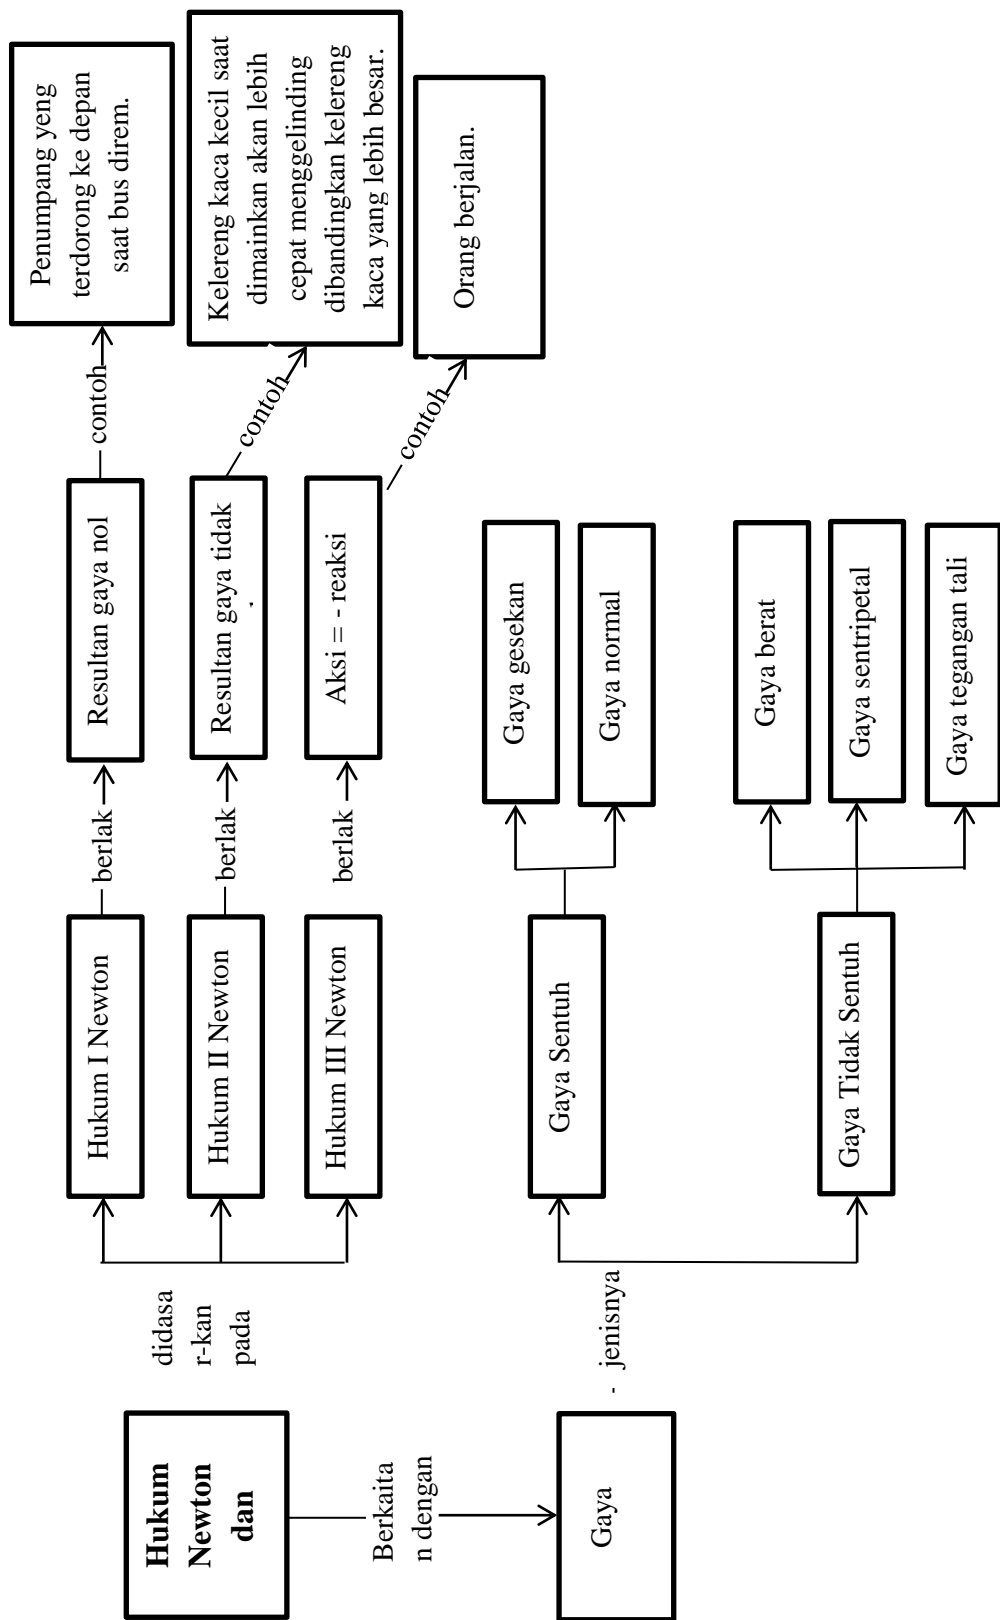 Hukum
Newton
dan
didasa
r-kan
pada
Hukum I Newton
berlak
Resultan gaya nol
contoh
Penumpang yeng
terdorong ke depan
saat bus direm.
Hukum II Newton
berlak
Resultan gaya tidak
contoh
Kelereng kaca kecil saat
dimainkan akan lebih
cepat menggelinding
dibandingkan kelereng
kaca yang lebih besar.
Hukum III Newton
berlak
Aksi = - reaksi
contoh
Orang berjalan.
Berkaita
n dengan
Gaya
- jenisnya
Gaya Sentuh
Gaya gesekan
Gaya normal
Gaya Tidak Sentuh
Gaya berat
Gaya sentripetal
Gaya tegangan tali